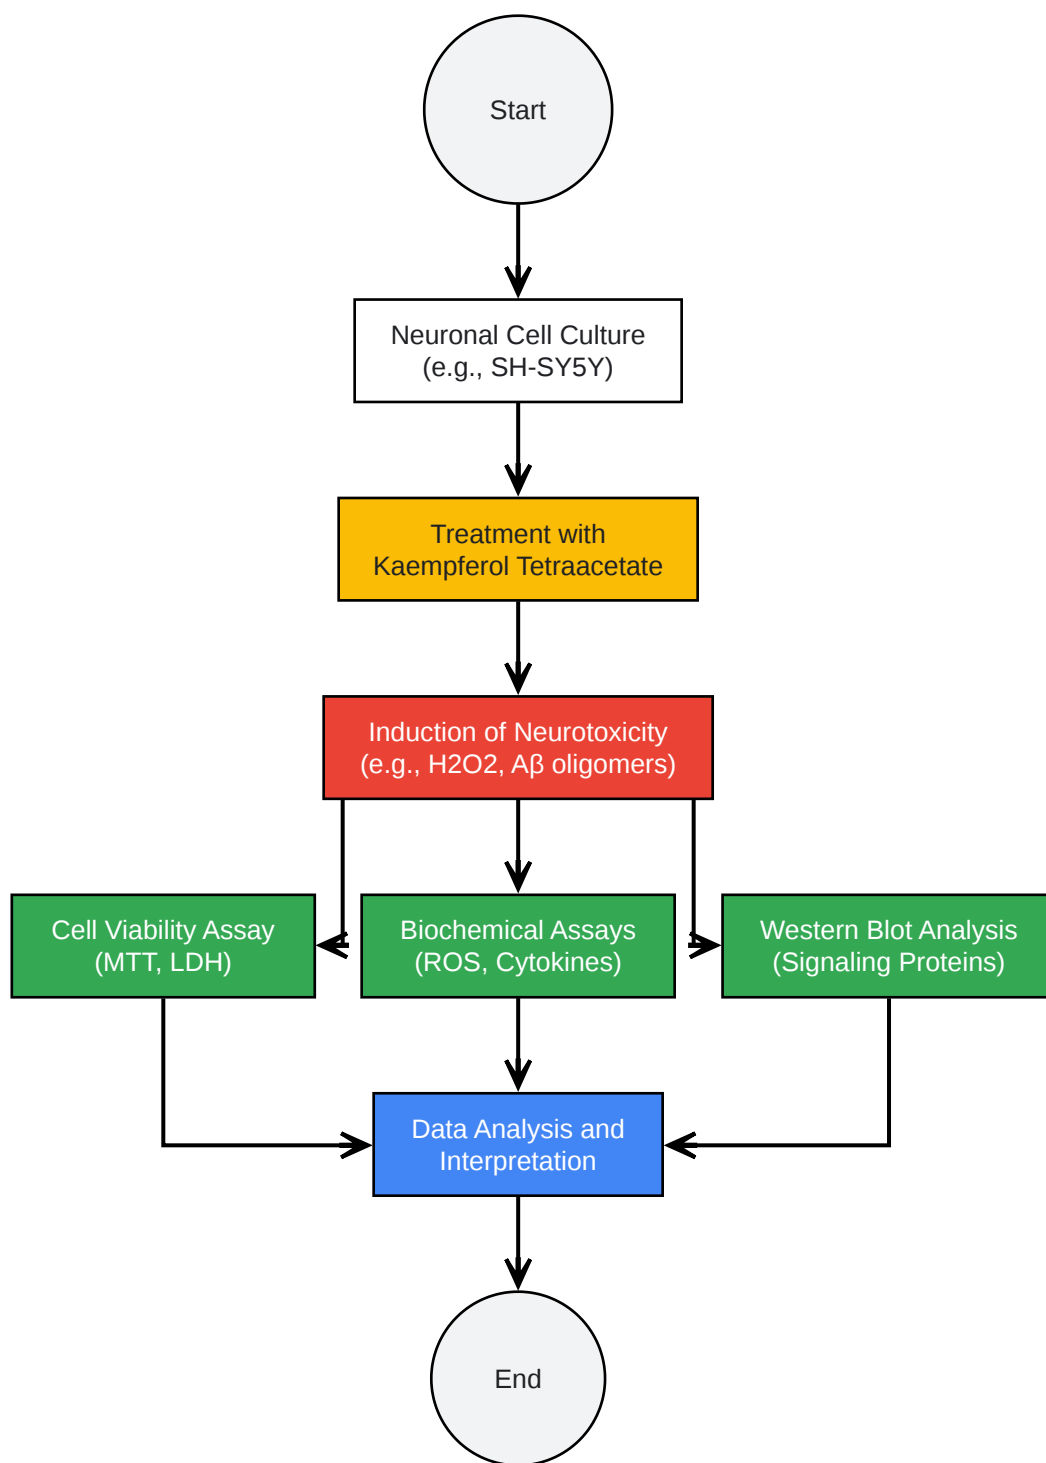 Start
Neuronal Cell Culture
(e.g., SH-SY5Y)
Treatment with
Kaempferol Tetraacetate
Induction of Neurotoxicity
(e.g., H2O2, Aβ oligomers)
Cell Viability Assay
(MTT, LDH)
Biochemical Assays
(ROS, Cytokines)
Western Blot Analysis
(Signaling Proteins)
Data Analysis and
Interpretation
End